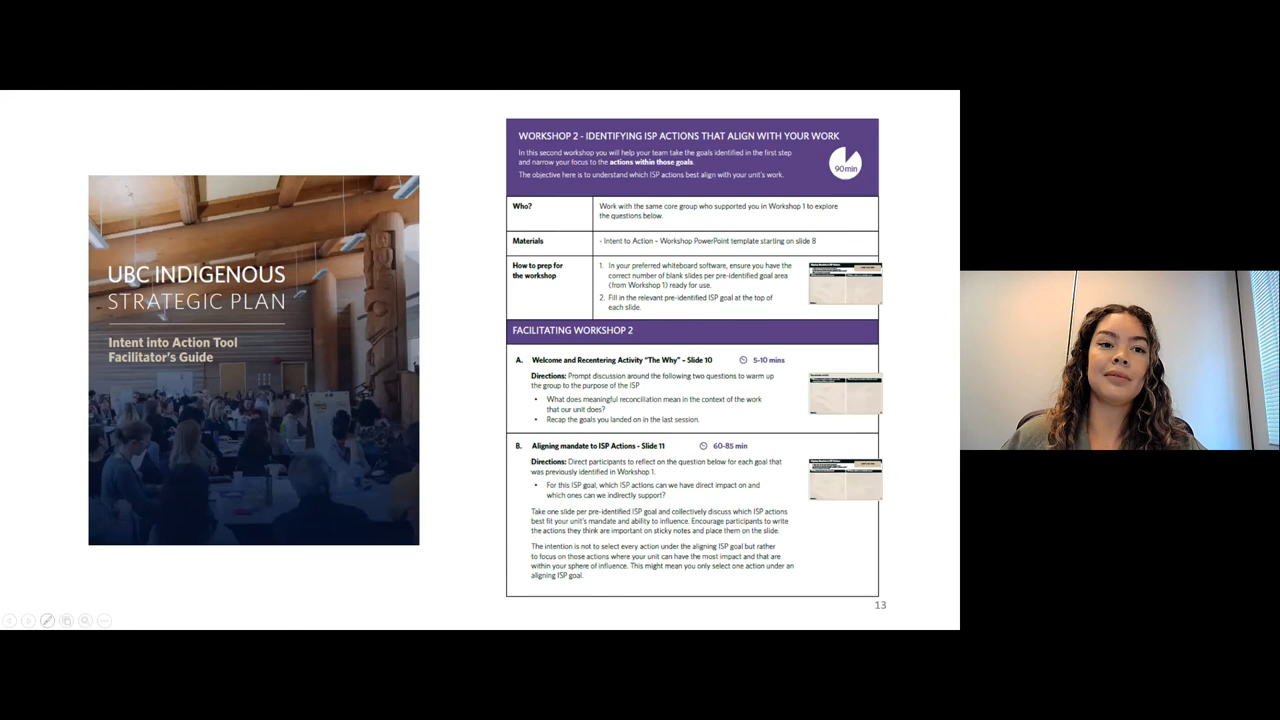 UBC INDIGENOUS
STRATEGIC PLAN
Intent into Action Tool
Facilitator's Guide
WORKSHOP 2 - IDENTIFYING ISP ACTIONS THAT ALIGN WITH YOUR WORK
In this second workshop you will help your team take the goals identified in the first step
and narrow your focus to the actions within those goals.
The objective here is to understand which ISP actions best align with your unit's work.
90min
Who?
Work with the same core group who supported you in Workshop 1 to explore
the questions below.
Materials
- Intent to Action – Workshop PowerPoint template starting on slide 8
How to prep for
the workshop
1. In your preferred whiteboard software, ensure you have the
correct number of blank slides per pre-identified goal area
(from Workshop 1) ready for use.
2. Fill in the relevant pre-identified ISP goal at the top of
each slide.
FACILITATING WORKSHOP 2
A. Welcome and Recentering Activity "The Why" – Slide 10 5-10 mins
Directions: Prompt discussion around the following two questions to warm up
the group to the purpose of the ISP
• What does meaningful reconciliation mean in the context of the work
that our unit does?
• Recap the goals you landed on in the last session.
B. Aligning mandate to ISP Actions - Slide 11 60-85 min
Directions: Direct participants to reflect on the question below for each goal that
was previously identified in Workshop 1.
• For this ISP goal, which ISP actions can we have direct impact on and
which ones can we indirectly support?
Take one slide per pre-identified ISP goal and collectively discuss which ISP actions
best fit your unit's mandate and ability to influence. Encourage participants to write
the actions they think are important on sticky notes and place them on the slide.
The intention is not to select every action under the aligning ISP goal but rather
to focus on those actions where your unit can have the most impact and that are
within your sphere of influence. This might mean you only select one action under an
aligning ISP goal.
13